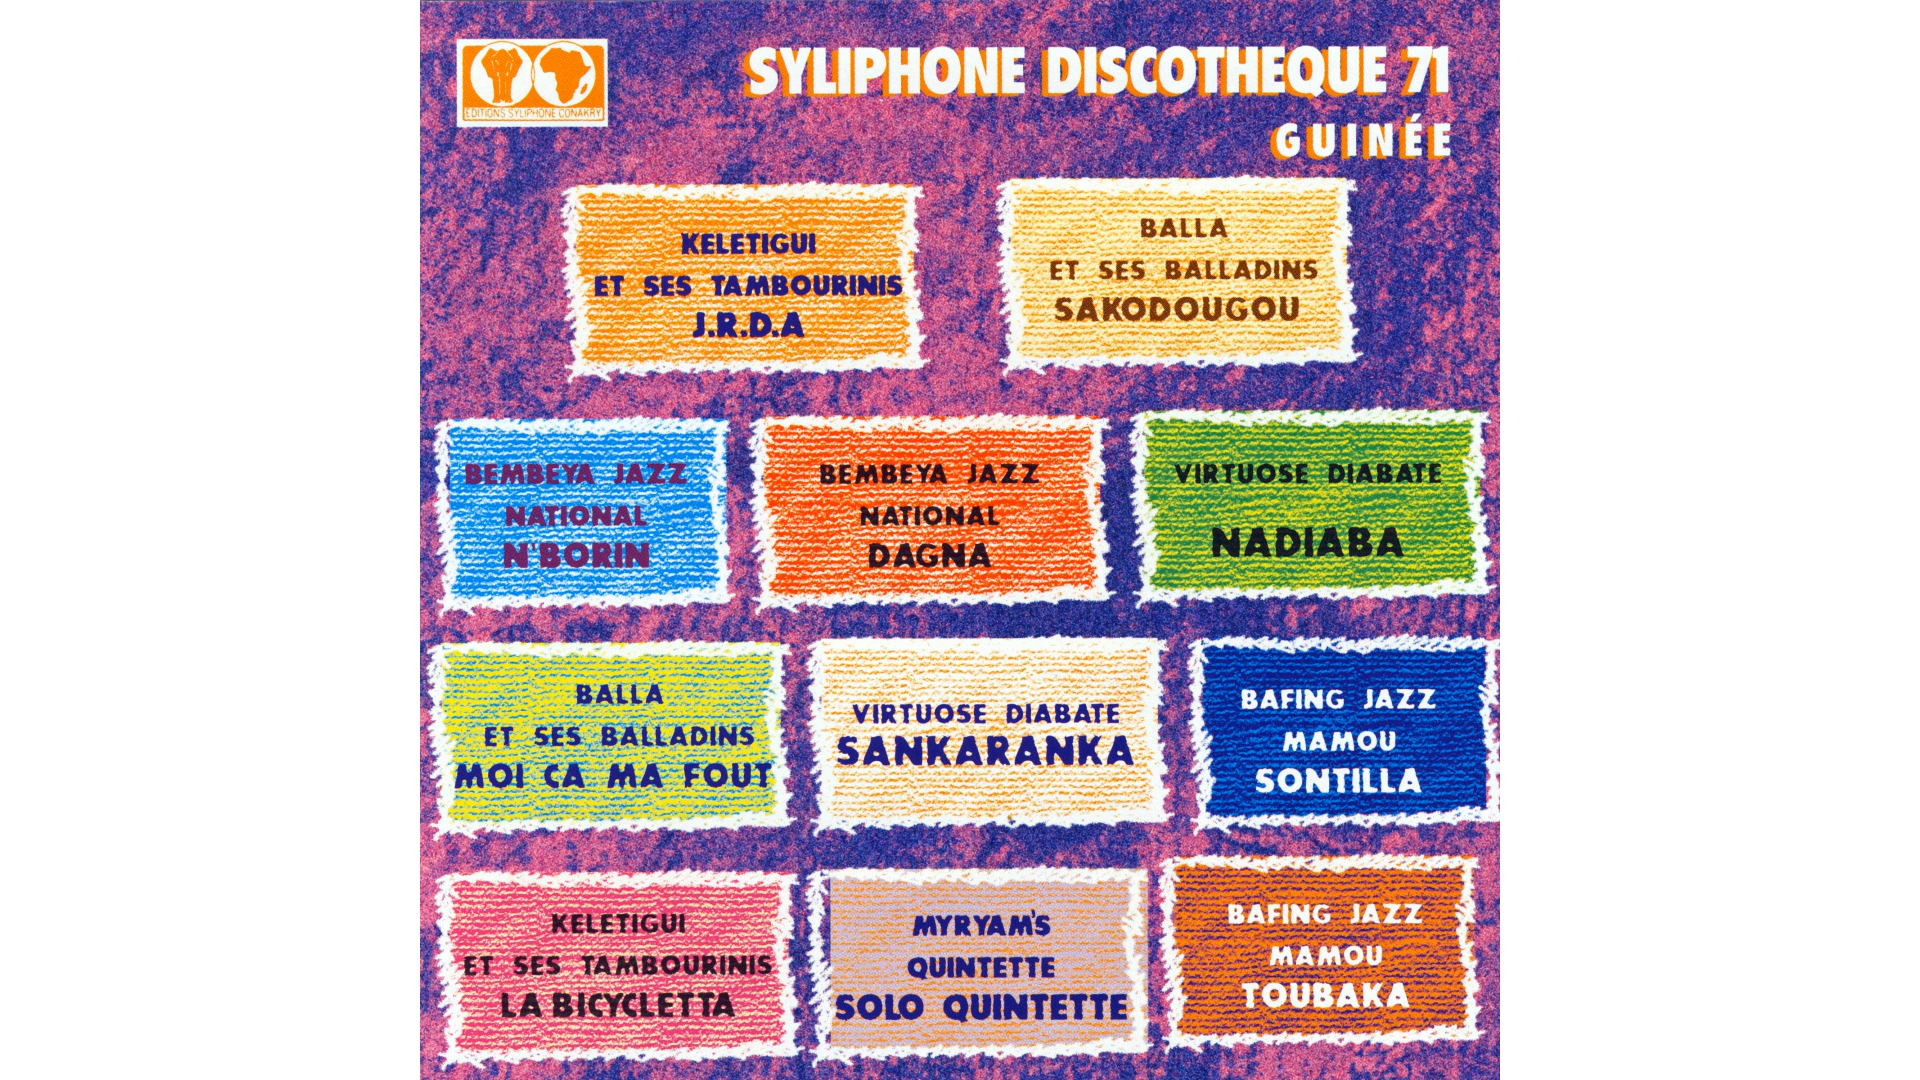 EDITIONS SYLIPHONE CONAKRY
SYLIPHONE DISCOTHEQUE 71
GUINÉE
KELETIGUI
ET SES TAMBOURINIS
J.R.D.A
BALLA
ET SES BALLADINS
SAKODOUGOU
BEMBEYA JAZZ
NATIONAL
N'BORIN
BEMBEYA JAZZ
NATIONAL
DAGNA
VIRTUOSE DIABATE
NADIABA
BALLA
ET SES BALLADINS
MOI CA MA FOUT
VIRTUOSE DIABATE
SANKARANKA
BAFING JAZZ
MAMOU
SONTILLA
KELETIGUI
ET SES TAMBOURINIS
LA BICYCLETTA
MYRYAM'S
QUINTETTE
SOLO QUINTETTE
BAFING JAZZ
MAMOU
TOUBAKA